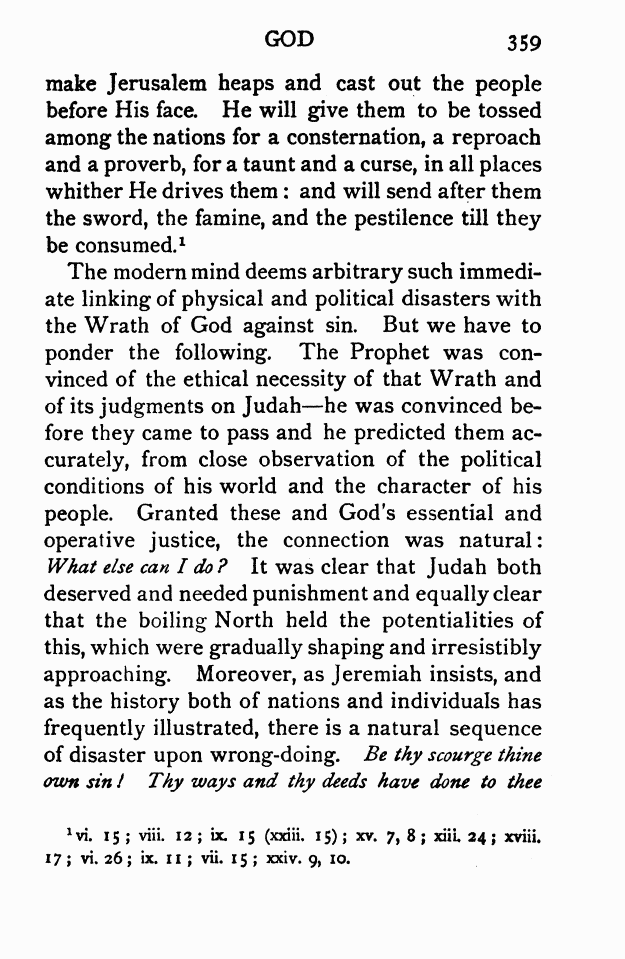 GOD 359
make Jerusalem heaps and cast out the people
before His face. He will give them to be tossed
among the nations for a consternation, a reproach
and a proverb, for a taunt and a curse, in all places
whither He drives them : and will send after them
the sword, the famine, and the pestilence till they
be consumed.¹
The modern mind deems arbitrary such immedi-
ate linking of physical and political disasters with
the Wrath of God against sin. But we have to
ponder the following. The Prophet was con-
vinced of the ethical necessity of that Wrath and
of its judgments on Judah—he was convinced be-
fore they came to pass and he predicted them ac-
curately, from close observation of the political
conditions of his world and the character of his
people. Granted these and God's essential and
operative justice, the connection was natural :
What else can I do? It was clear that Judah both
deserved and needed punishment and equally clear
that the boiling North held the potentialities of
this, which were gradually shaping and irresistibly
approaching. Moreover, as Jeremiah insists, and
as the history both of nations and individuals has
frequently illustrated, there is a natural sequence
of disaster upon wrong-doing. Be thy scourge thine
own sin! Thy ways and thy deeds have done to thee
¹ vi. 15 ; viii. 12 ; ix. 15 (xxiii. 15) ; xv. 7, 8 ; xiii. 24 ; xviii.
17 ; vi. 26 ; ix. 11 ; vii. 15 ; xxiv. 9, 10.